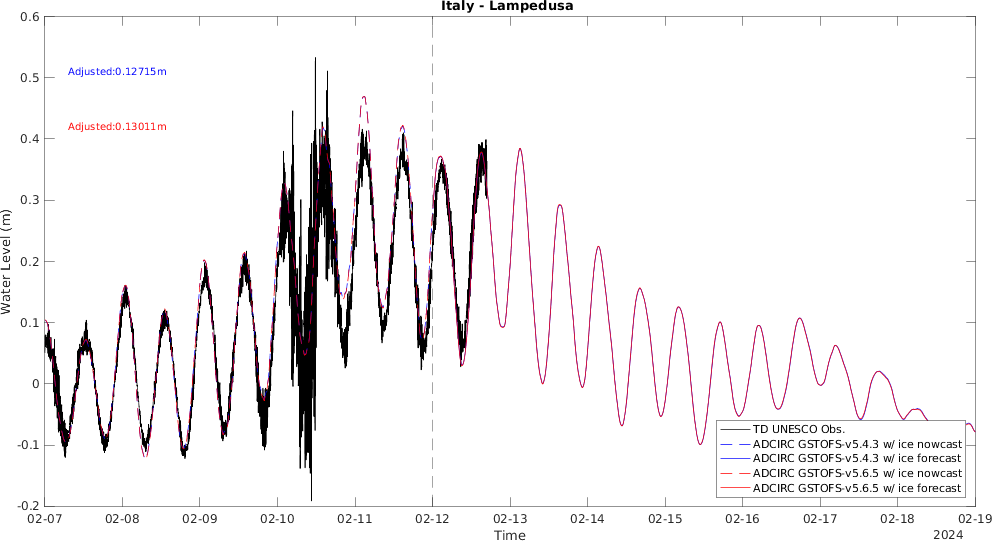 Italy - Lampedusa
Water Level (m)
0.6
0.5
0.4
0.3
0.2
0.1
0
-0.1
-0.2
Adjusted:0.12715m
Adjusted:0.13011m
TD UNESCO Obs.
ADCIRC GSTOFS-v5.4.3 w/ ice nowcast
ADCIRC GSTOFS-v5.4.3 w/ ice forecast
ADCIRC GSTOFS-v5.6.5 w/ ice nowcast
ADCIRC GSTOFS-v5.6.5 w/ ice forecast
02-07 02-08 02-09 02-10 02-11 02-12 02-13 02-14 02-15 02-16 02-17 02-18 02-19
Time
2024